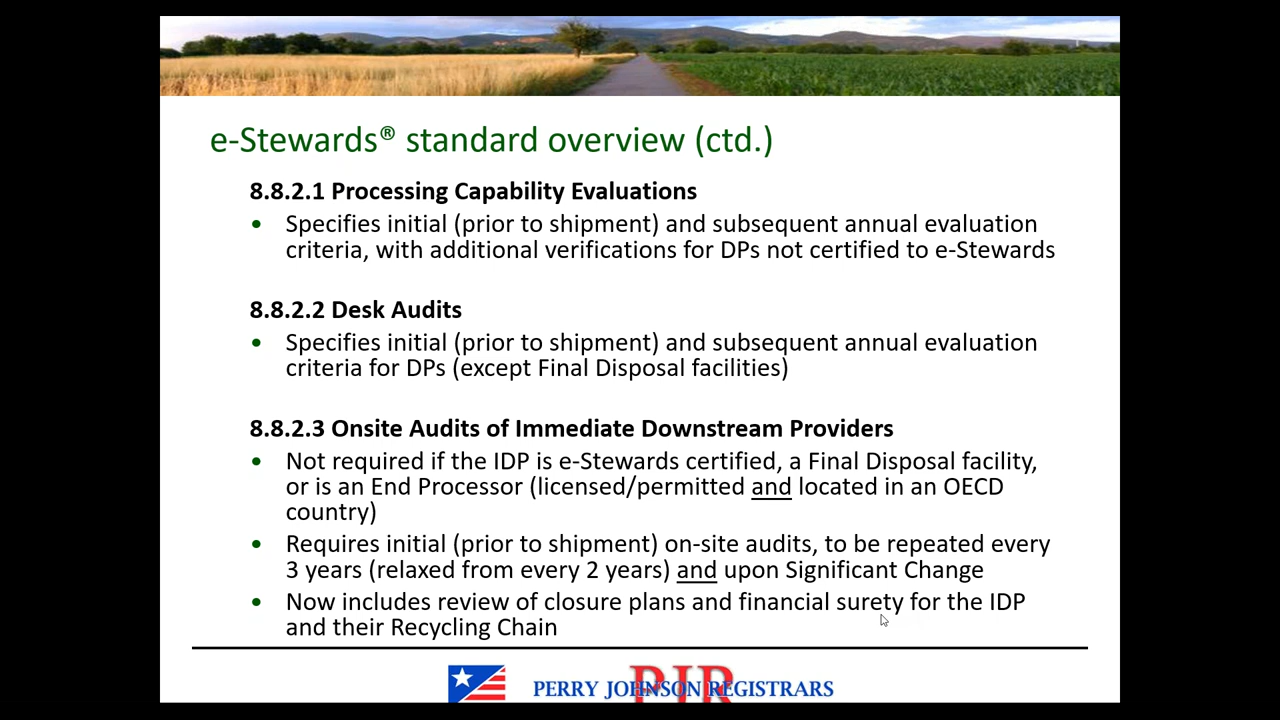 e-Stewards® standard overview (ctd.)
8.8.2.1 Processing Capability Evaluations
• Specifies initial (prior to shipment) and subsequent annual evaluation
criteria, with additional verifications for DPs not certified to e-Stewards
8.8.2.2 Desk Audits
• Specifies initial (prior to shipment) and subsequent annual evaluation
criteria for DPs (except Final Disposal facilities)
8.8.2.3 Onsite Audits of Immediate Downstream Providers
• Not required if the IDP is e-Stewards certified, a Final Disposal facility,
or is an End Processor (licensed/permitted and located in an OECD
country)
• Requires initial (prior to shipment) on-site audits, to be repeated every
3 years (relaxed from every 2 years) and upon Significant Change
• Now includes review of closure plans and financial surety for the IDP
and their Recycling Chain
PJR
PERRY JOHNSON REGISTRARS